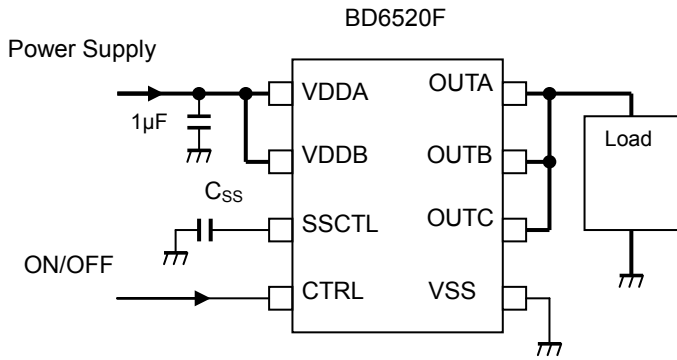 BD6520F
Power Supply
VDDA
OUTA
1µF
Load
VDDB
OUTB
CSS
SSCTL
OUTC
ON/OFF
CTRL
VSS